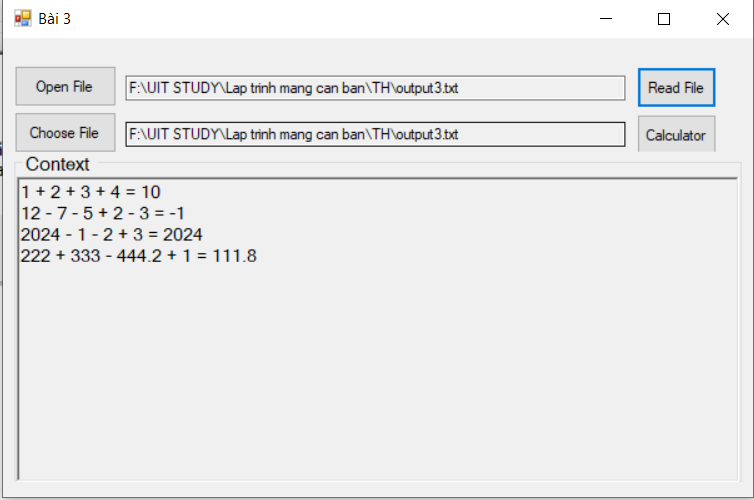 Bài 3
Open File
F:\UIT STUDY\Lap trinh mang can ban\TH\output3.txt
Read File
Choose File
F:\UIT STUDY\Lap trinh mang can ban\TH\output3.txt
Calculator
Context
1 + 2 + 3 + 4 = 10
12 - 7 - 5 + 2 - 3 = -1
2024 - 1 - 2 + 3 = 2024
222 + 333 - 444.2 + 1 = 111.8